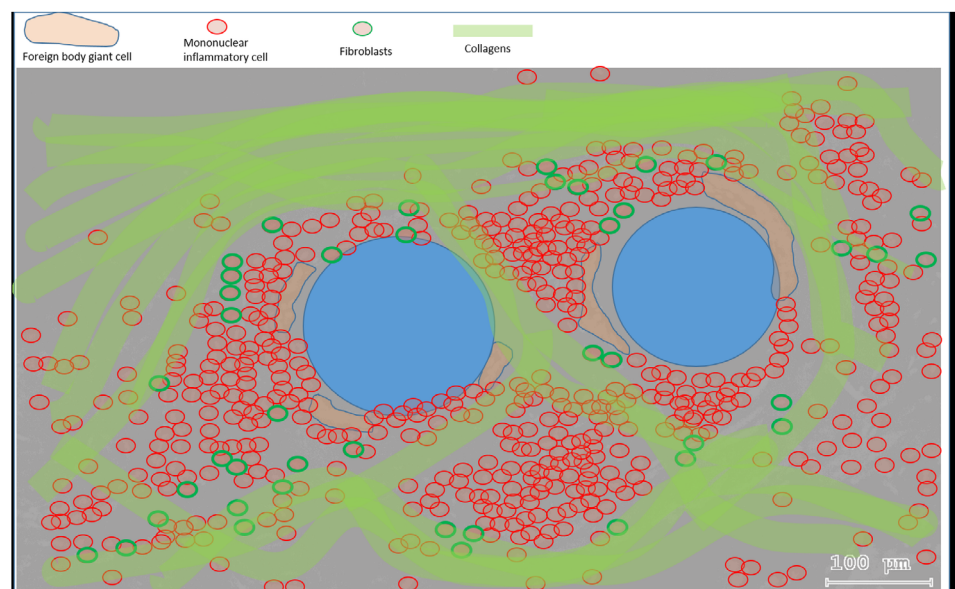 Foreign body giant cell
Mononuclear
inflammatory cell
Fibroblasts
Collagens
100 µm